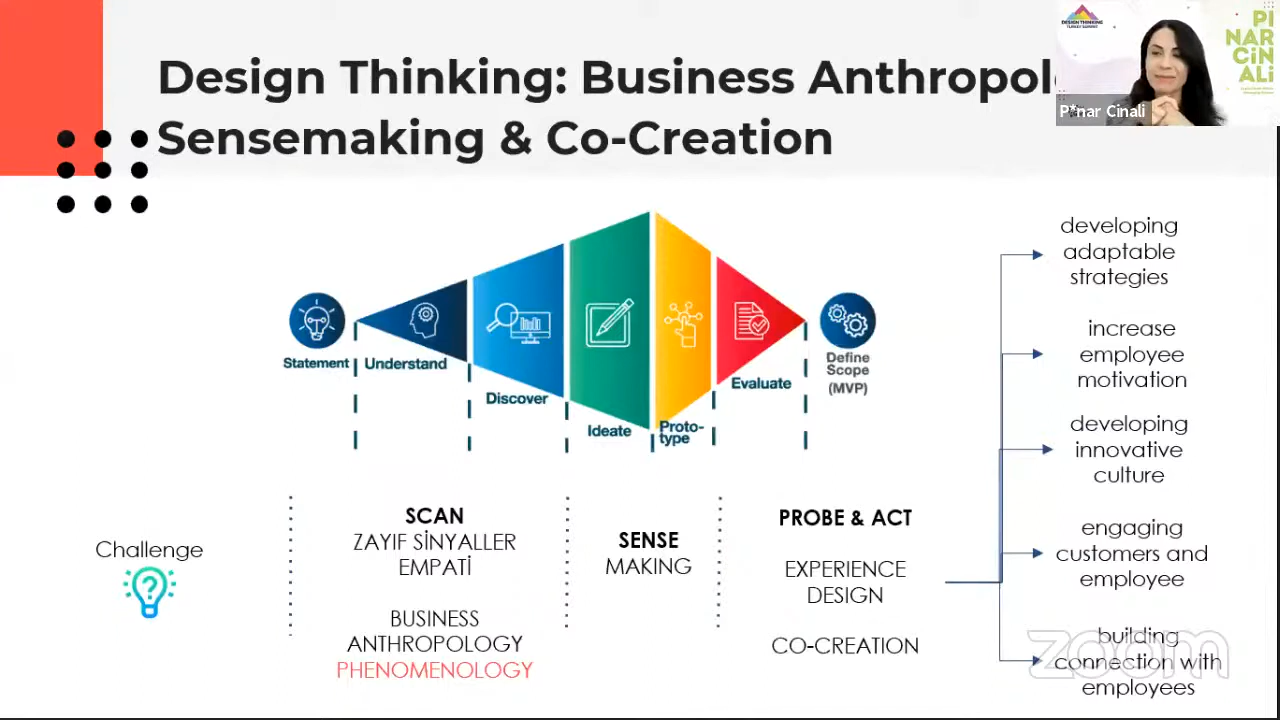 Design Thinking: Business Anthropol
Sensemaking & Co-Creation
DESIGN THINKING
PI
NAR
CiN
ALi
P*nar Cinali
Statement
Understand
Discover
Ideate
Proto-
type
Evaluate
Define
Scope
(MVP)
Challenge
SCAN
ZAYIF SİNYALLER
EMPATİ
BUSINESS
ANTHROPOLOGY
PHENOMENOLOGY
SENSE
MAKING
PROBE & ACT
EXPERIENCE
DESIGN
CO-CREATION
developing
adaptable
strategies
increase
employee
motivation
developing
innovative
culture
engaging
customers and
employee
building
connection with
employees
zoom